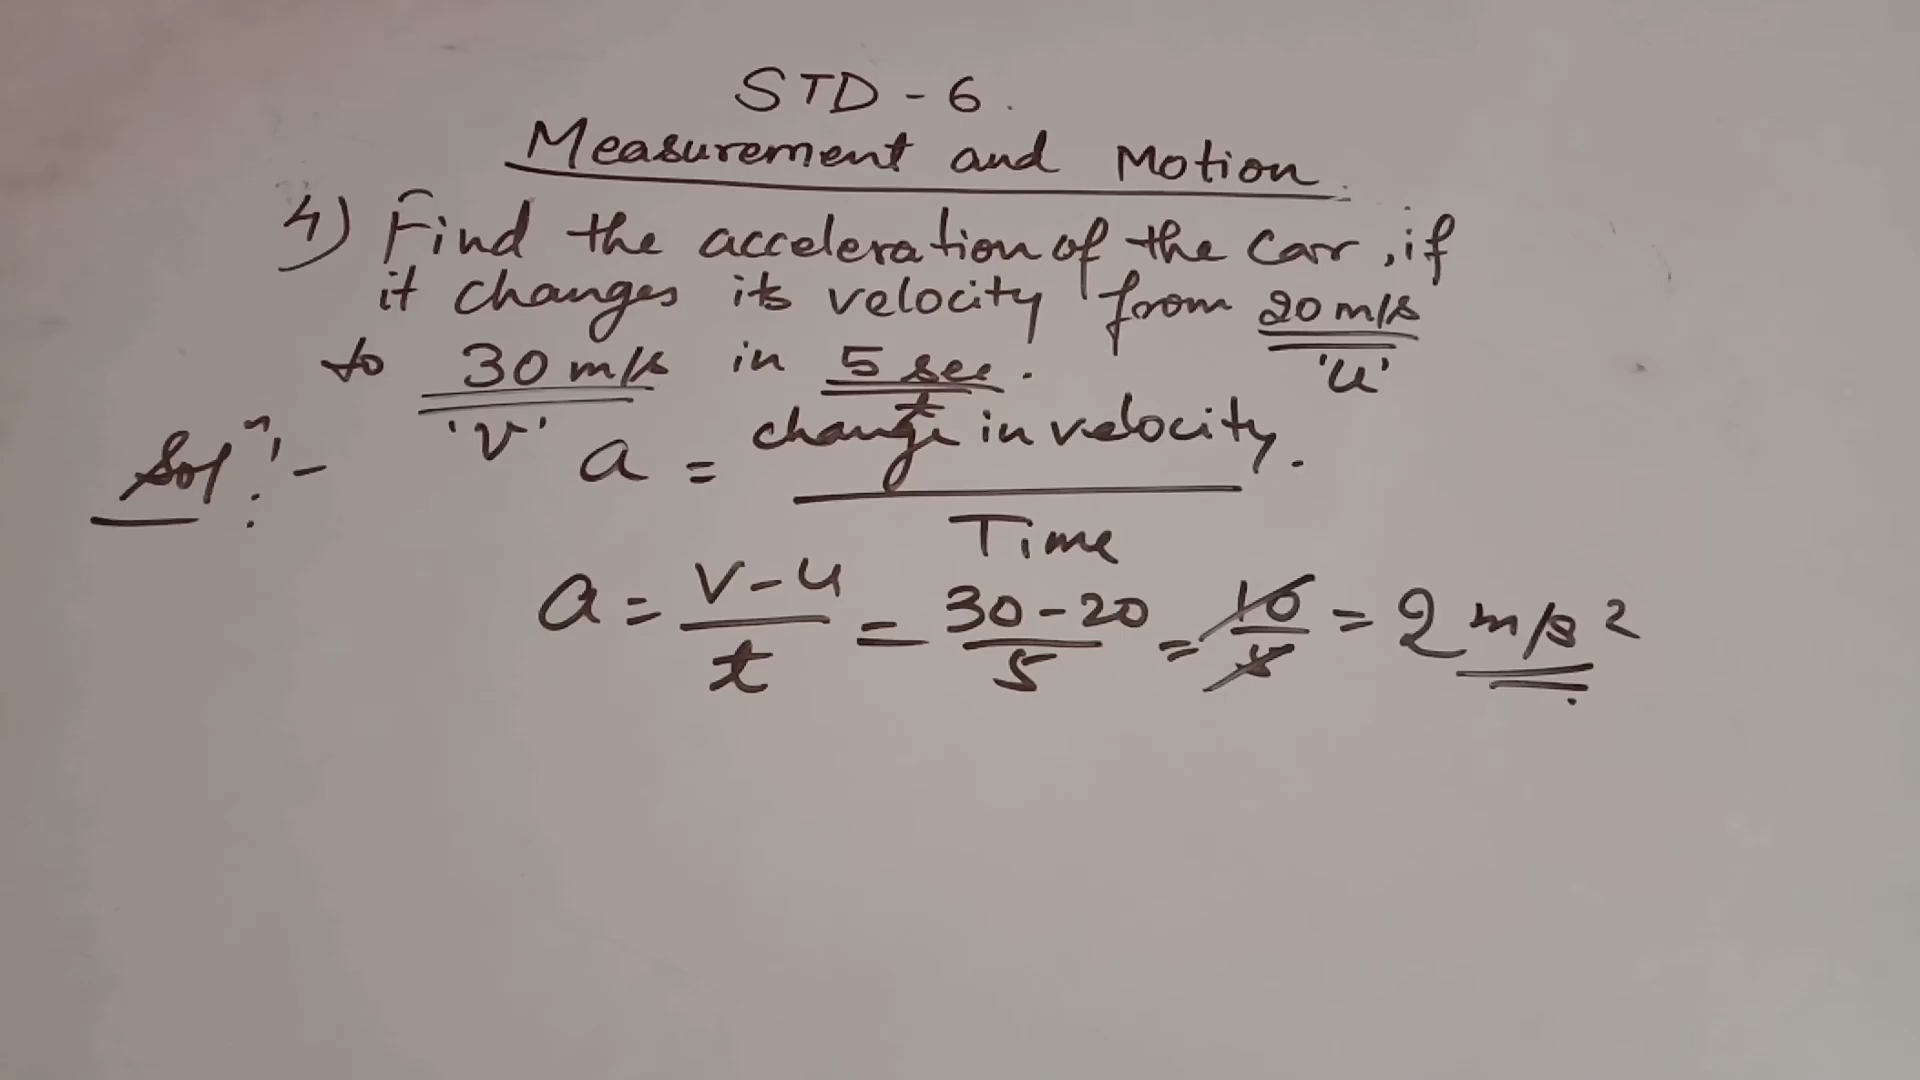 STD - 6.
Measurement and Motion.
4) Find the acceleration of the car, if
it changes its velocity from 20 m/s
'u'
to 30 m/s in 5 sec.
'v' t
Solⁿ:-
a = change in velocity.
Time
a = v-u / t = 30-20 / 5 = 10 / 5 = 2 m/s²